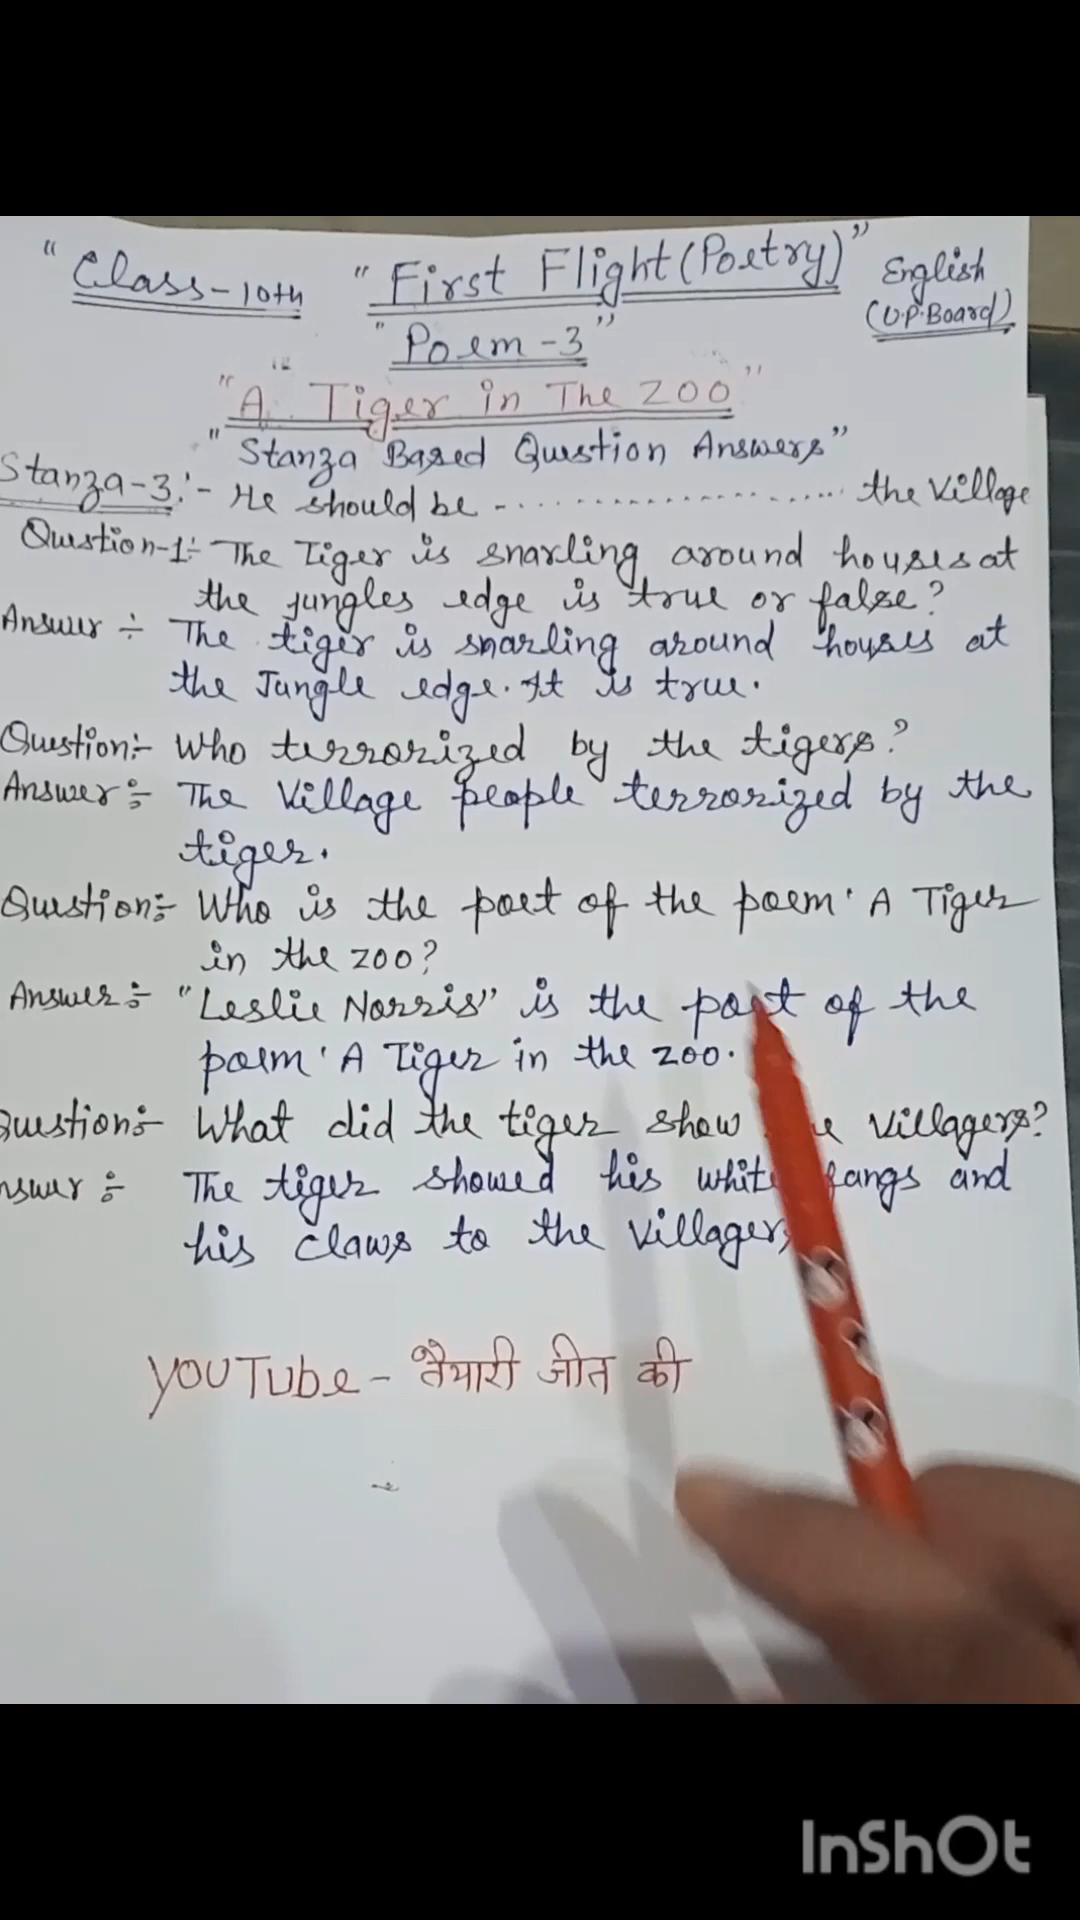 "Class-10th "First Flight (Poetry)" English
(U.P. Board)
"Poem-3"
"A Tiger in The ZOO"
"Stanza Based Question Answers"
Stanza-3:- He should be -.................... the Village
Question-1:- The Tiger is snarling around houses at
the jungles edge is true or false?
Answer ÷ The tiger is snarling around houses at
the Jungle edge. It is true.
Question:- Who terrorized by the tigers?
Answer:- The Village people terrorized by the
tiger.
Question:- Who is the poet of the poem 'A Tiger
in the zoo?
Answer:- "Leslie Norris" is the poet of the
poem 'A Tiger in the zoo.
Question:- What did the tiger show villagers?
nswer:- The tiger showed his white fangs and
his claws to the villagers
YOUTube - तैयारी जीत की
InShOt